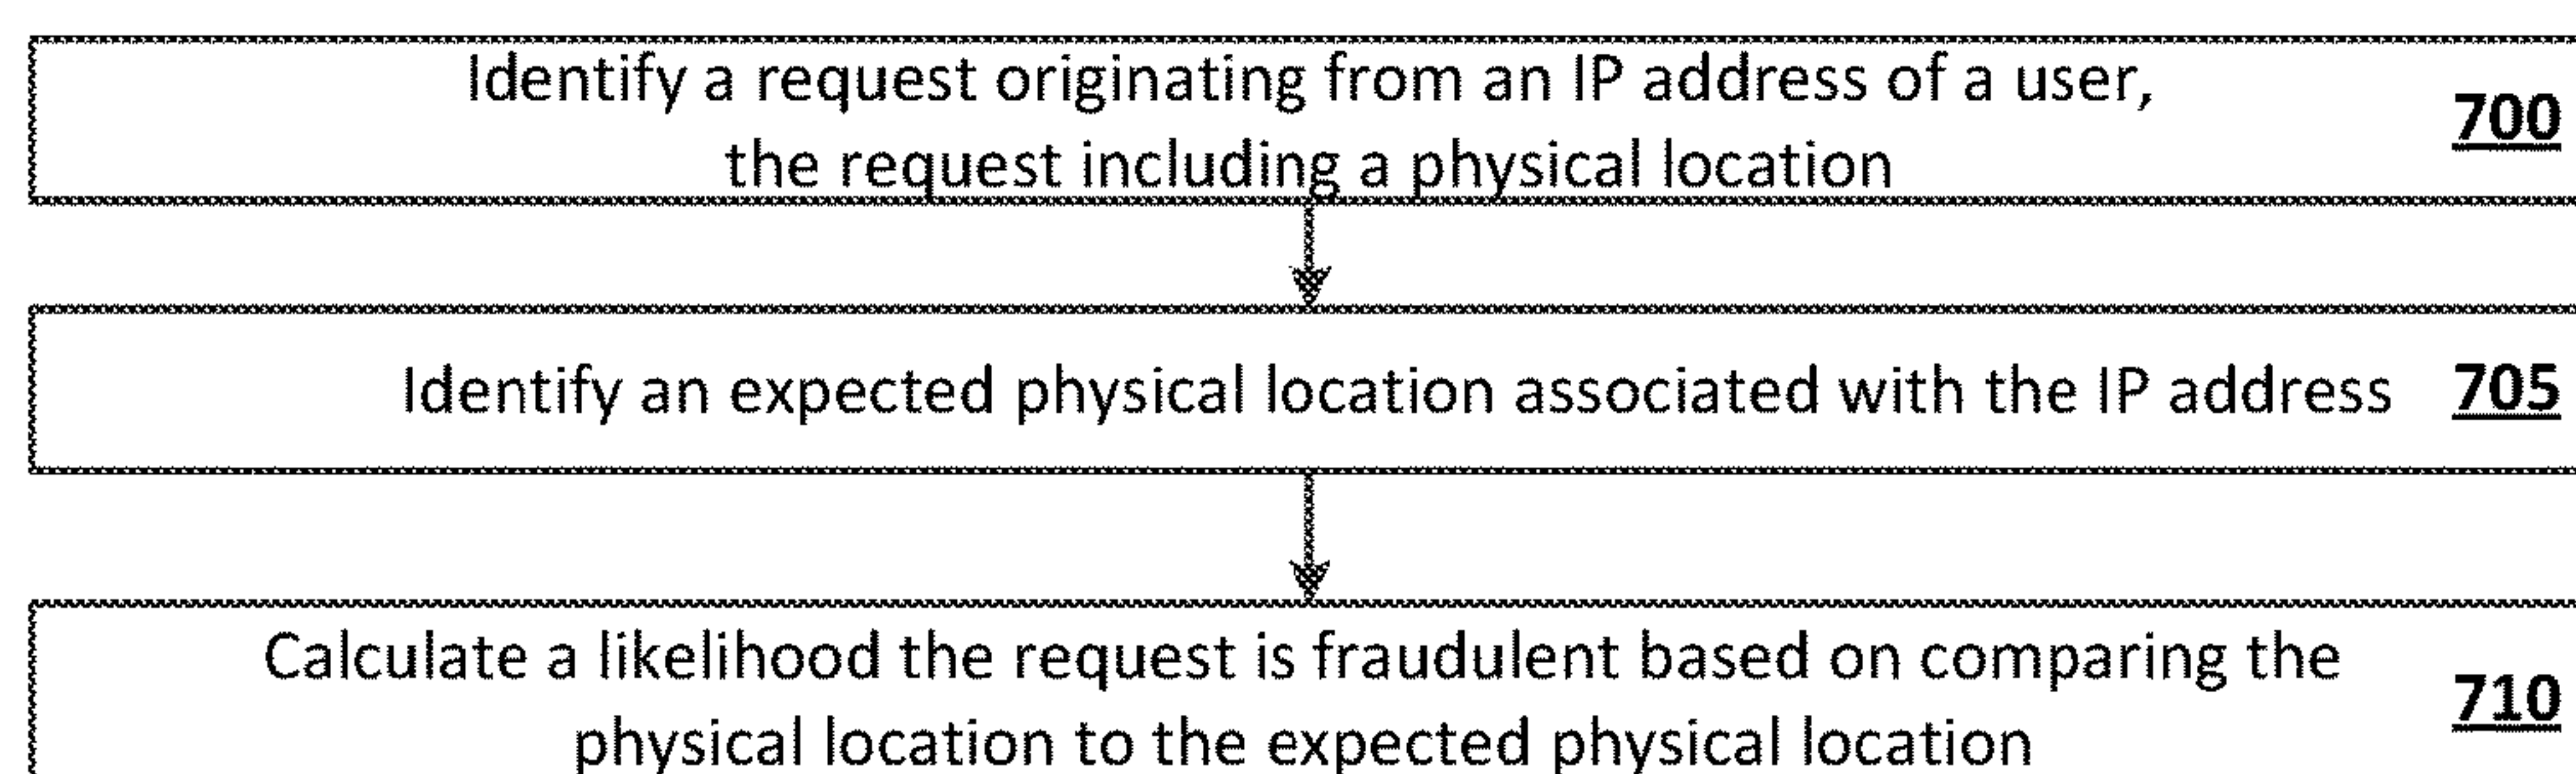 Identify a request originating from an IP address of a user,
the request including a physical location
700
Identify an expected physical location associated with the IP address 705
Calculate a likelihood the request is fraudulent based on comparing the
physical location to the expected physical location
710